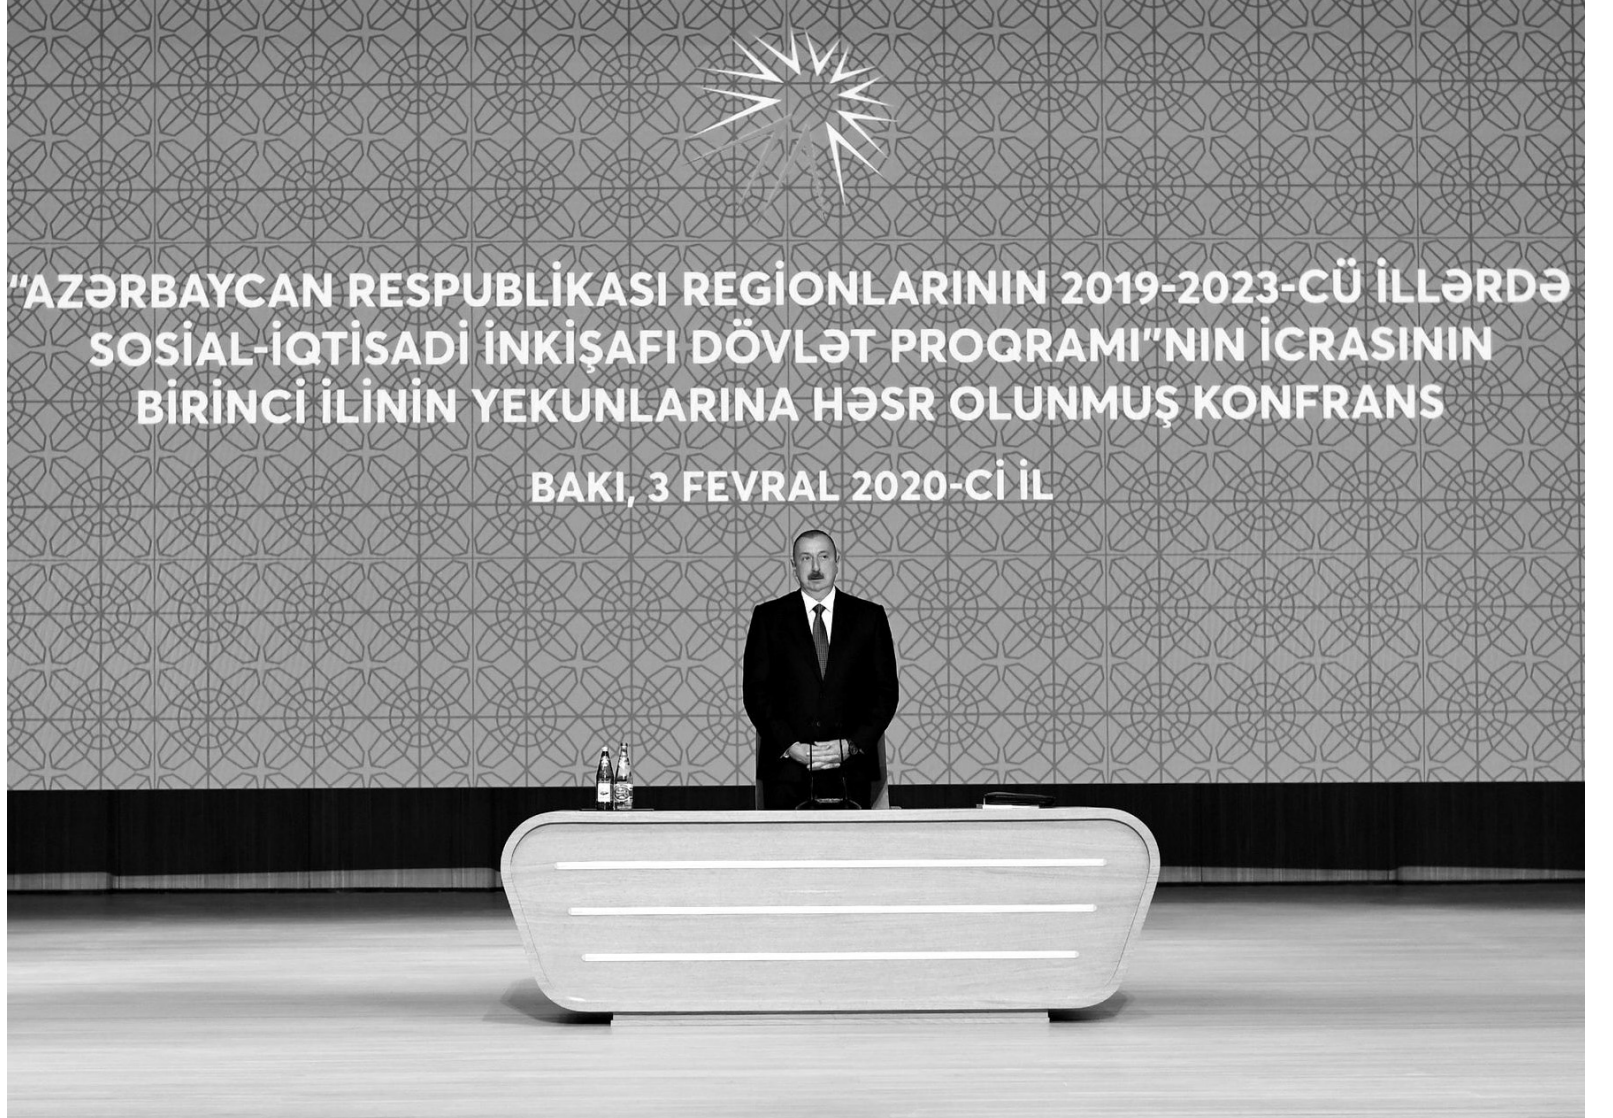 "AZƏRBAYCAN RESPUBLİKASI REGİONLARININ 2019-2023-CÜ İLLƏRDƏ
SOSİAL-İQTİSADİ İNKİŞAFI DÖVLƏT PROQRAMI"NIN İCRASININ
BİRİNCİ İLİNİN YEKUNLARINA HƏSR OLUNMUŞ KONFRANS
BAKI, 3 FEVRAL 2020-Cİ İL